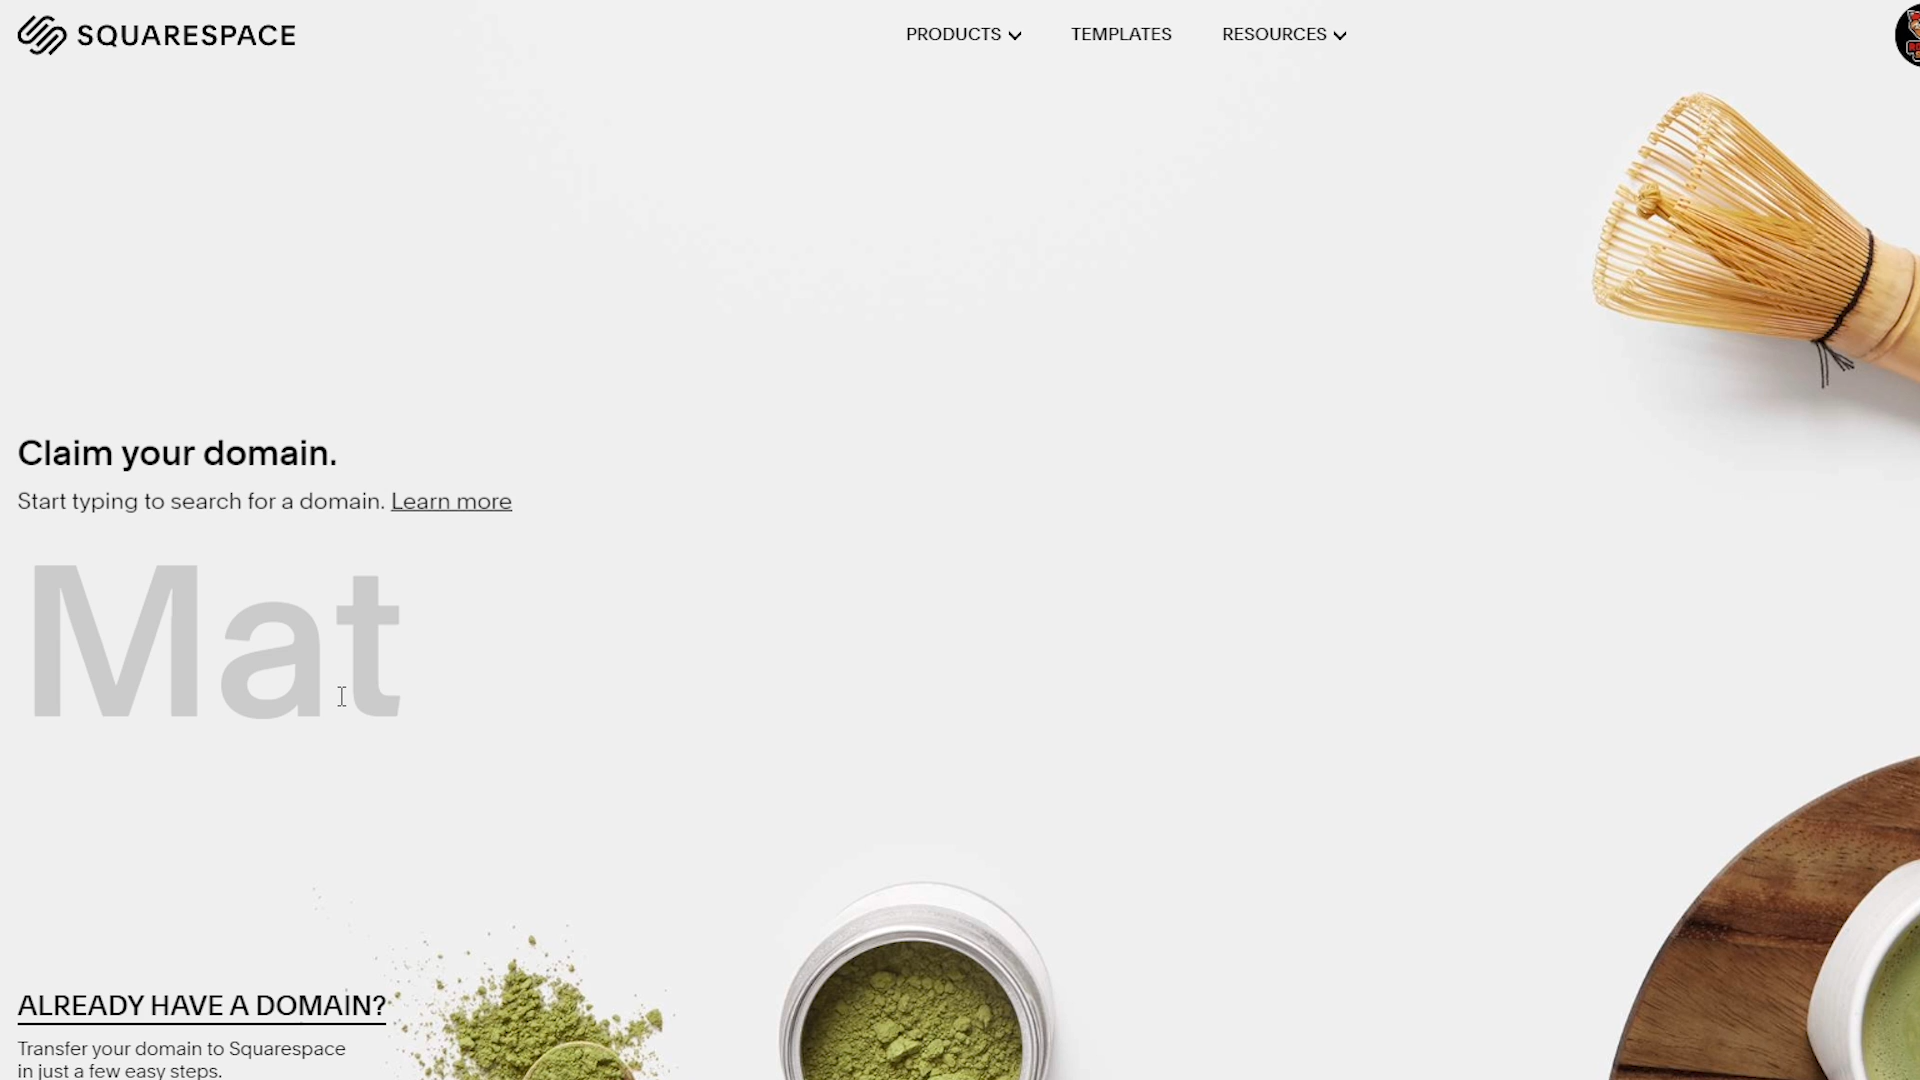 SQUARESPACE
PRODUCTS
TEMPLATES
RESOURCES
Claim your domain.
Start typing to search for a domain. Learn more
Mat
ALREADY HAVE A DOMAIN?
Transfer your domain to Squarespace
in just a few easy steps.